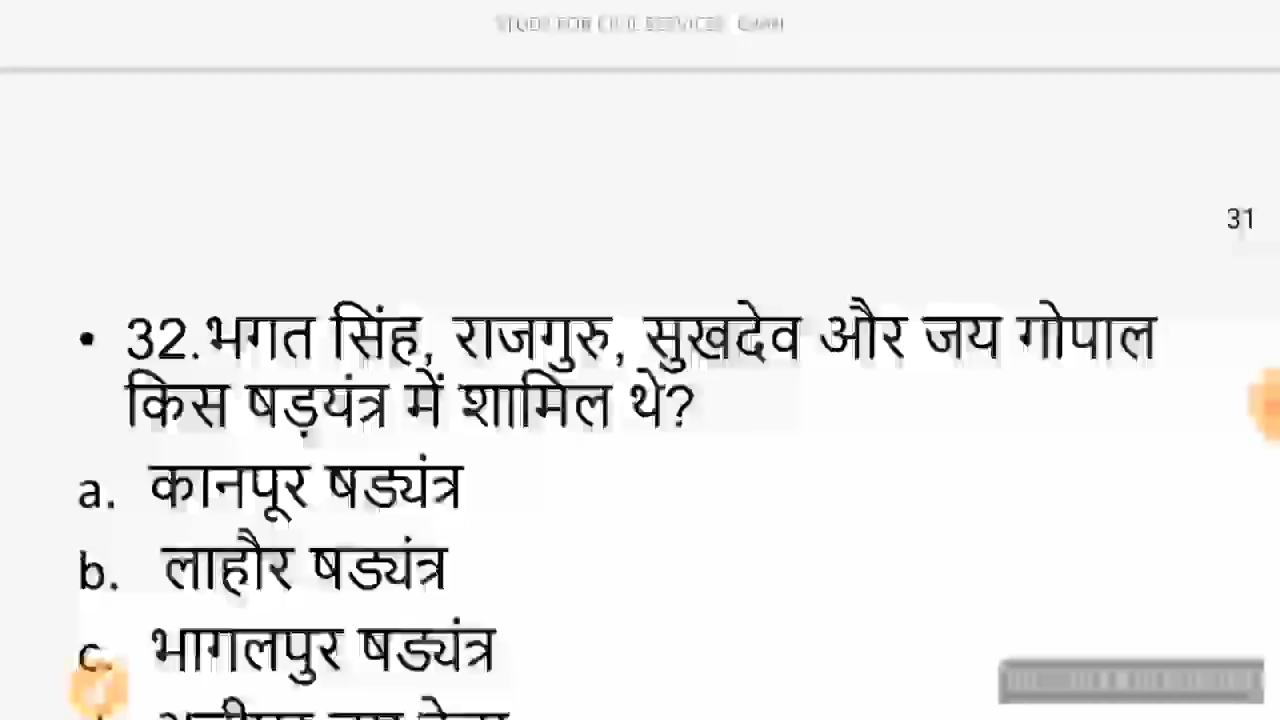 31
• 32.भगत सिंह, राजगुरु, सुखदेव और जय गोपाल
किस षड़यंत्र में शामिल थे?
a. कानपूर षड्यंत्र
b. लाहौर षड्यंत्र
c. भागलपुर षड्यंत्र